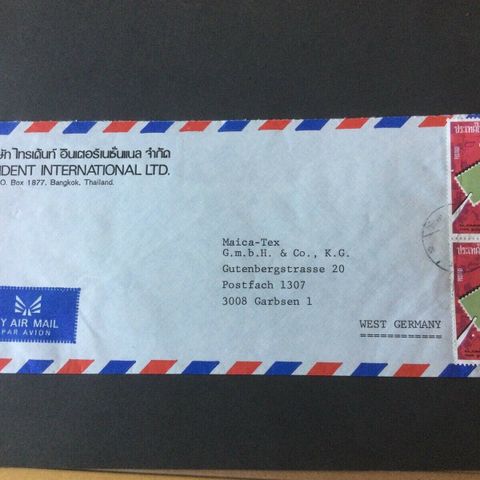 ษัท ไทรเด้นท์ อินเตอร์เนชั่นแนล จำกัด
IDENT INTERNATIONAL LTD.
O. Box 1877, Bangkok, Thailand.
Maica-Tex
G.m.b.H. & Co., K.G.
Gutenbergstrasse 20
Postfach 1307
3008 Garbsen 1
WEST GERMANY
Y AIR MAIL
PAR AVION
ประเทศไ
ประเทศไ